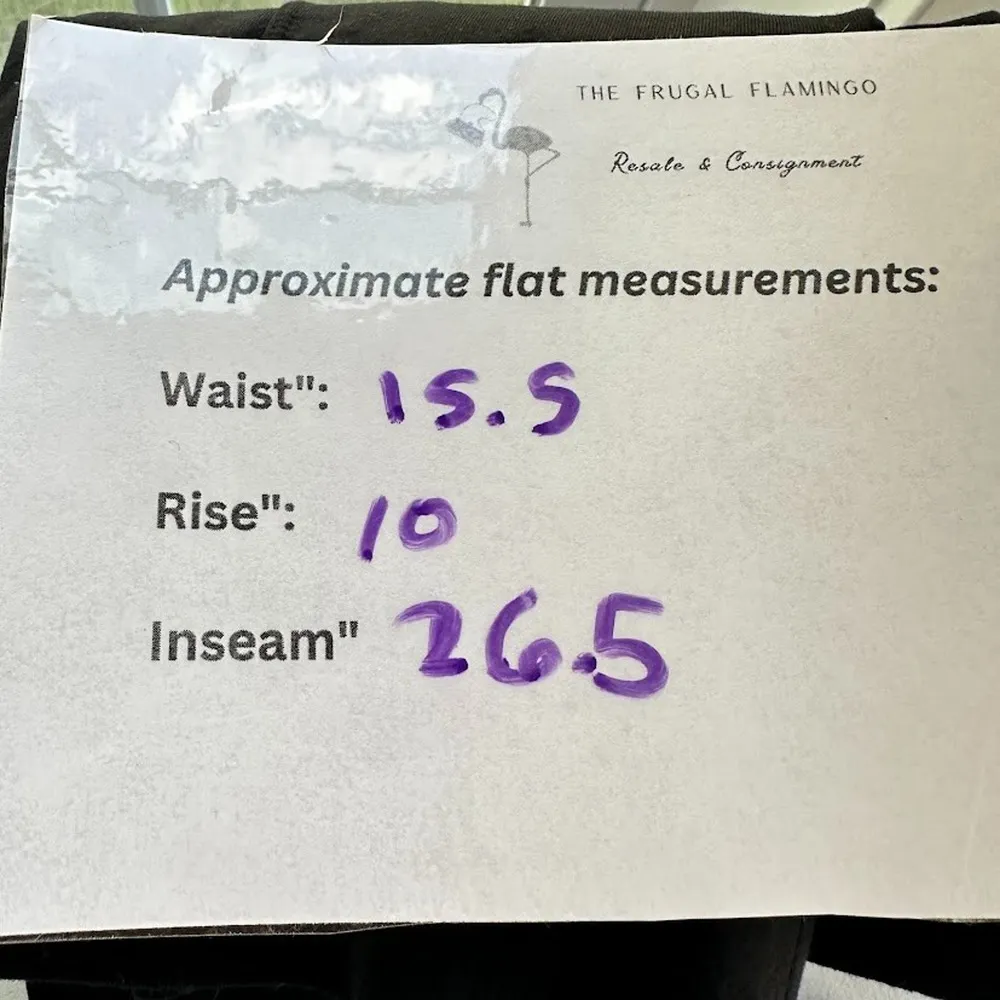 THE FRUGAL FLAMINGO
Resale & Consignment
Approximate flat measurements:
Waist": 15.5
Rise": 10
Inseam" 26.5